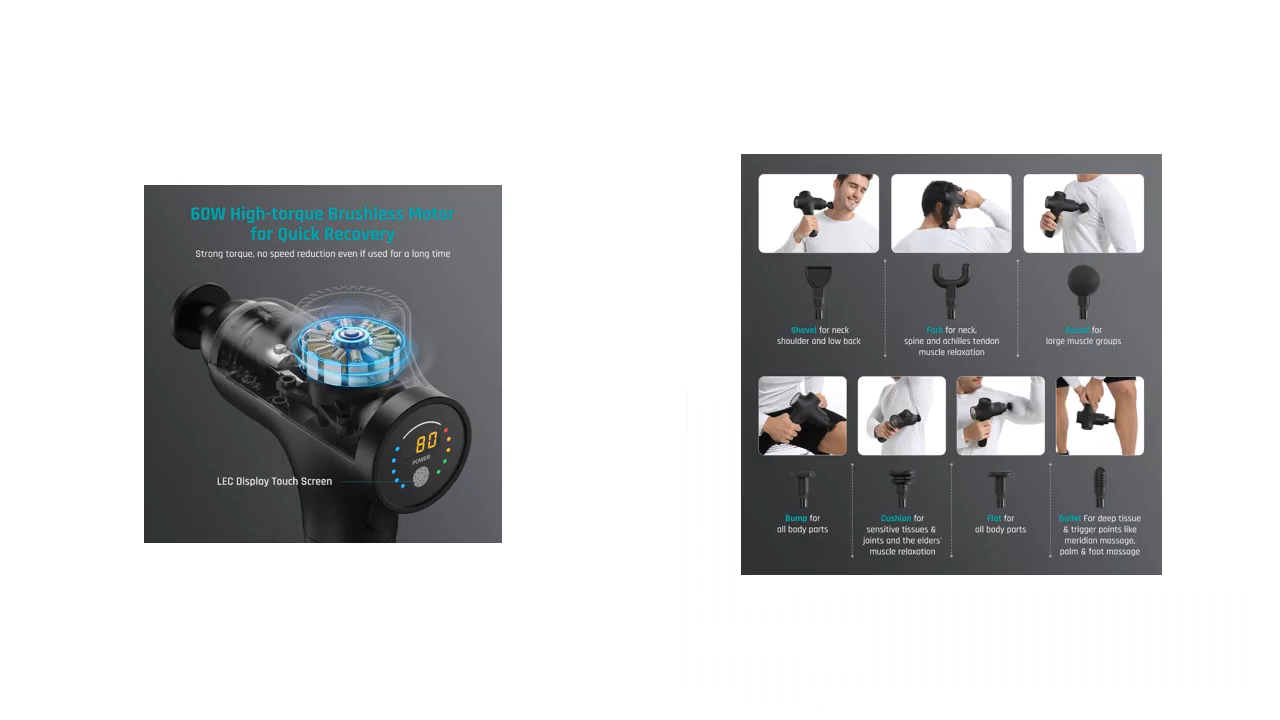 60W High-torque Brushless Motor
for Quick Recovery
Strong torque, no speed reduction even if used for a long time
80
POWER
LEC Display Touch Screen
Shovel for neck
shoulder and low back
Fork for neck,
spine and achilles tendon
muscle relaxation
Round for
large muscle groups
Bump for
all body parts
Cushion for
sensitive tissues &
joints and the elders'
muscle relaxation
Flat for
all body parts
Bullet For deep tissue
& trigger points like
meridian massage,
palm & foot massage